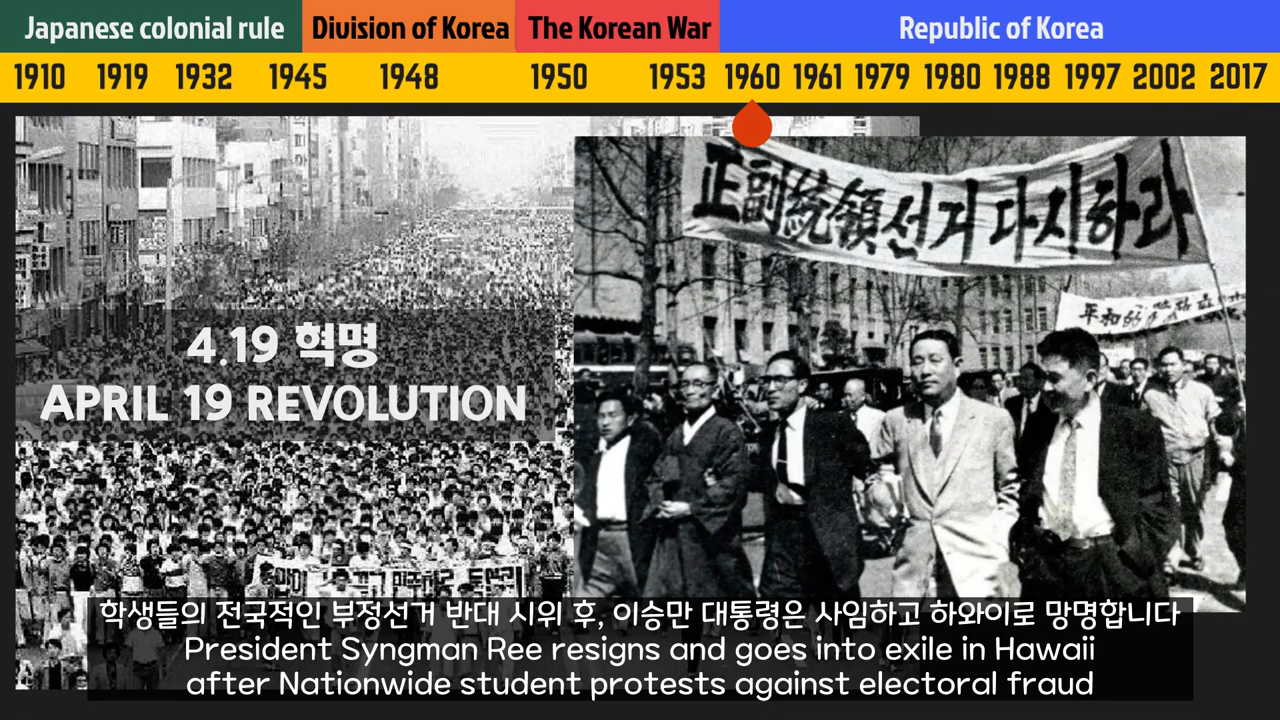 Japanese colonial rule Division of Korea The Korean War Republic of Korea
1910 1919 1932 1945 1948 1950 1953 1960 1961 1979 1980 1988 1997 2002 2017
正副統領선거 다시하라
平和的
4.19 혁명
APRIL 19 REVOLUTION
학생들의 전국적인 부정선거 반대 시위 후, 이승만 대통령은 사임하고 하와이로 망명합니다
President Syngman Ree resigns and goes into exile in Hawaii
after Nationwide student protests against electoral fraud